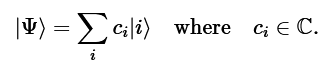 |Ψ⟩ = ∑_i c_i|i⟩ where c_i ∈ ℂ.